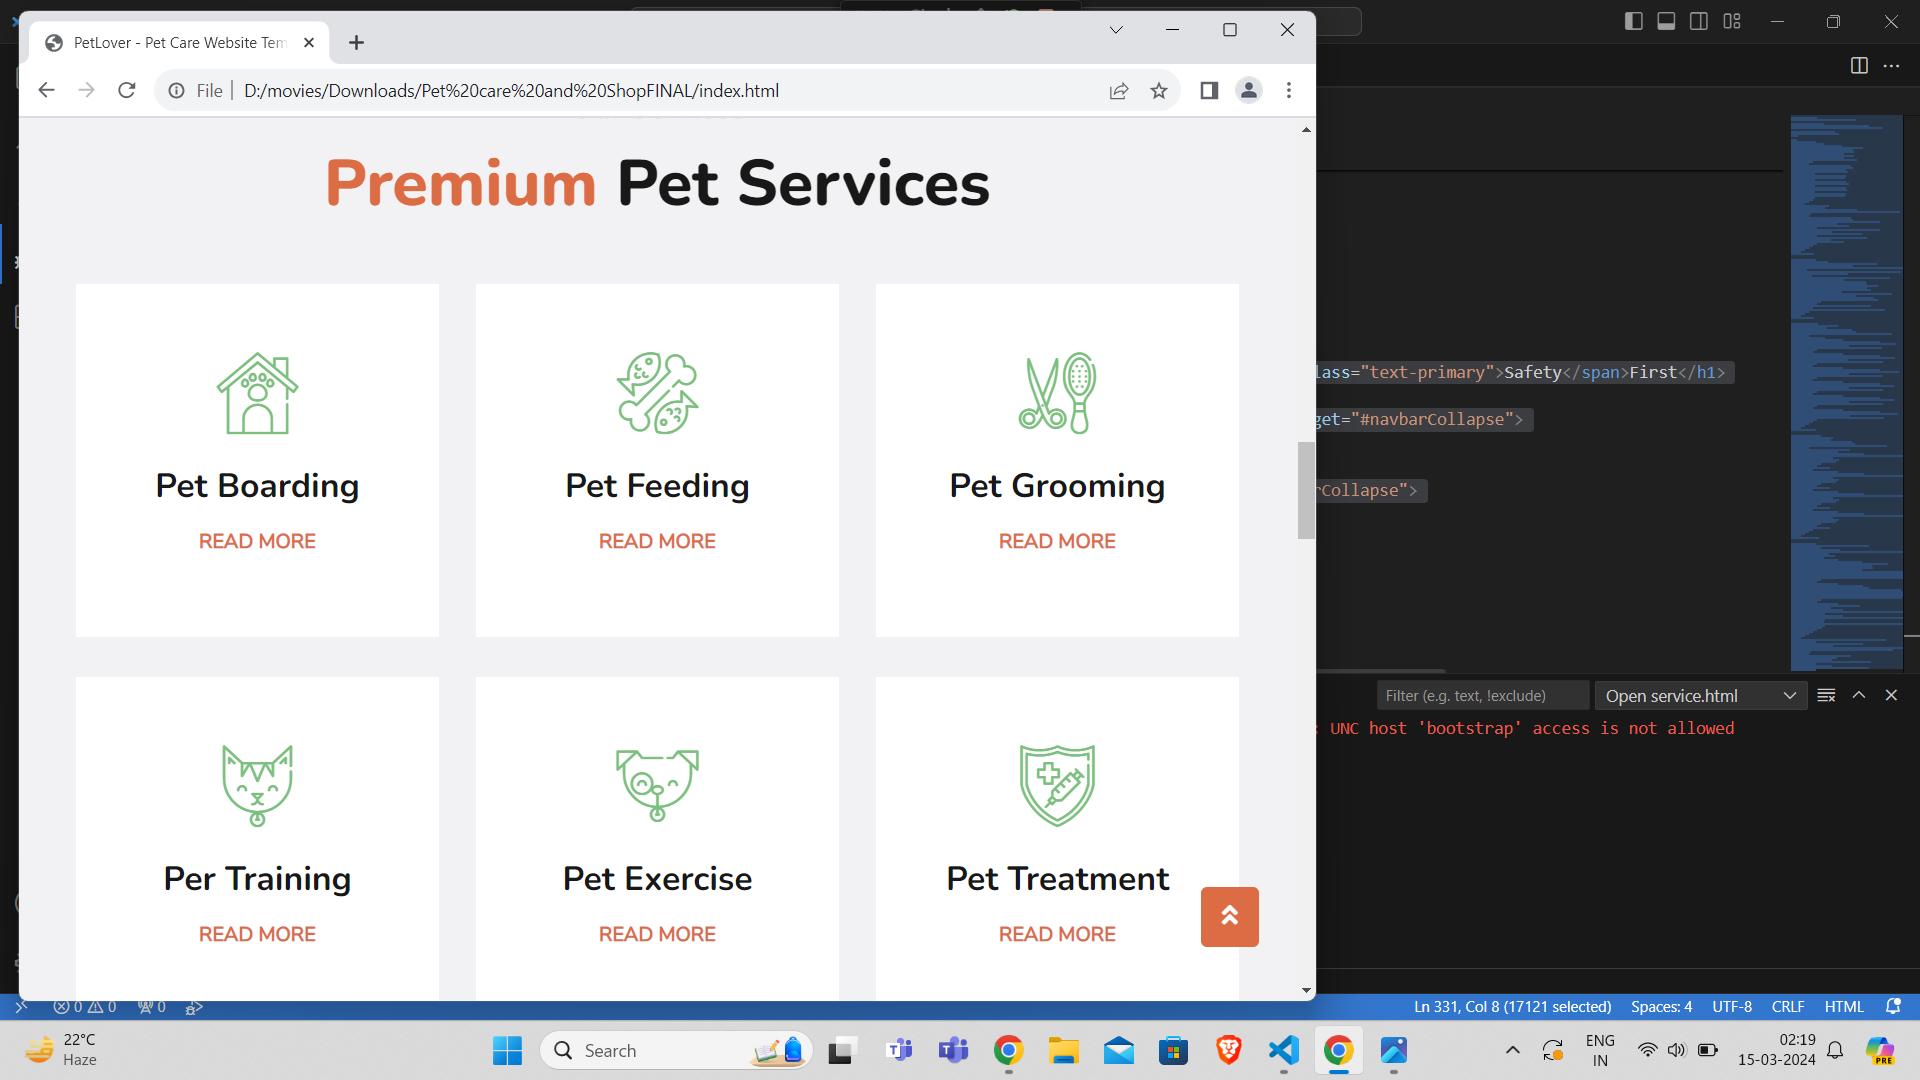 PetLover - Pet Care Website Tem
File
D:/movies/Downloads/Pet%20care%20and%20ShopFINAL/index.html
Premium Pet Services
Pet Boarding
READ MORE
Pet Feeding
READ MORE
Pet Grooming
READ MORE
Per Training
READ MORE
Pet Exercise
READ MORE
Pet Treatment
READ MORE
lass="text-primary">Safety</span>First</h1>
get="#navbarCollapse">
rCollapse">
Filter (e.g. text, !exclude)
Open service.html
: UNC host 'bootstrap' access is not allowed
0 0 0
Ln 331, Col 8 (17121 selected)
Spaces: 4
UTF-8
CRLF
HTML
22°C
Haze
Search
ENG
IN
02:19
15-03-2024
PRE